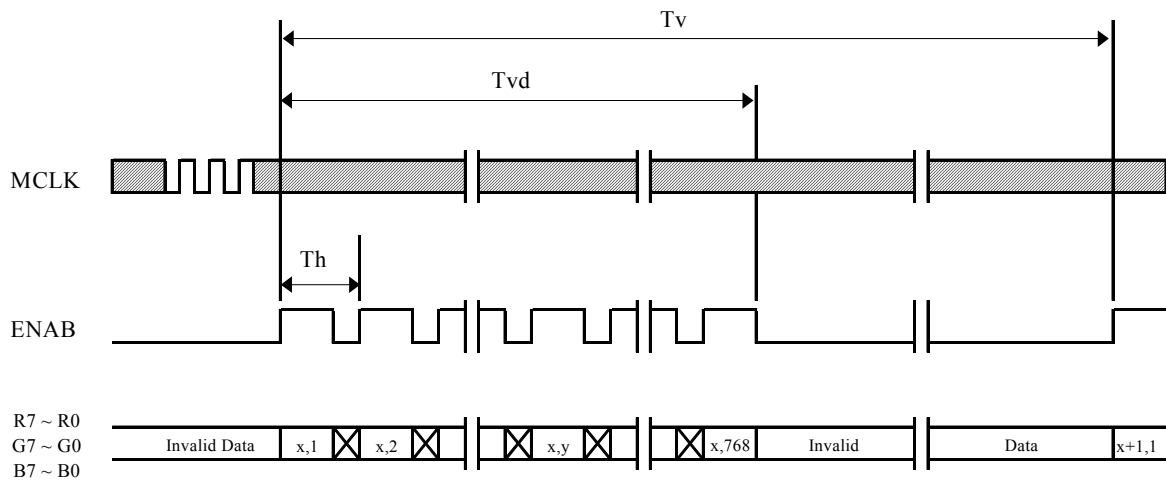 Tv
Tvd
MCLK
Th
ENAB
R7 ~ R0
G7 ~ G0
B7 ~ B0
Invalid Data
x,1
x,2
x,y
x,768
Invalid
Data
x+1,1